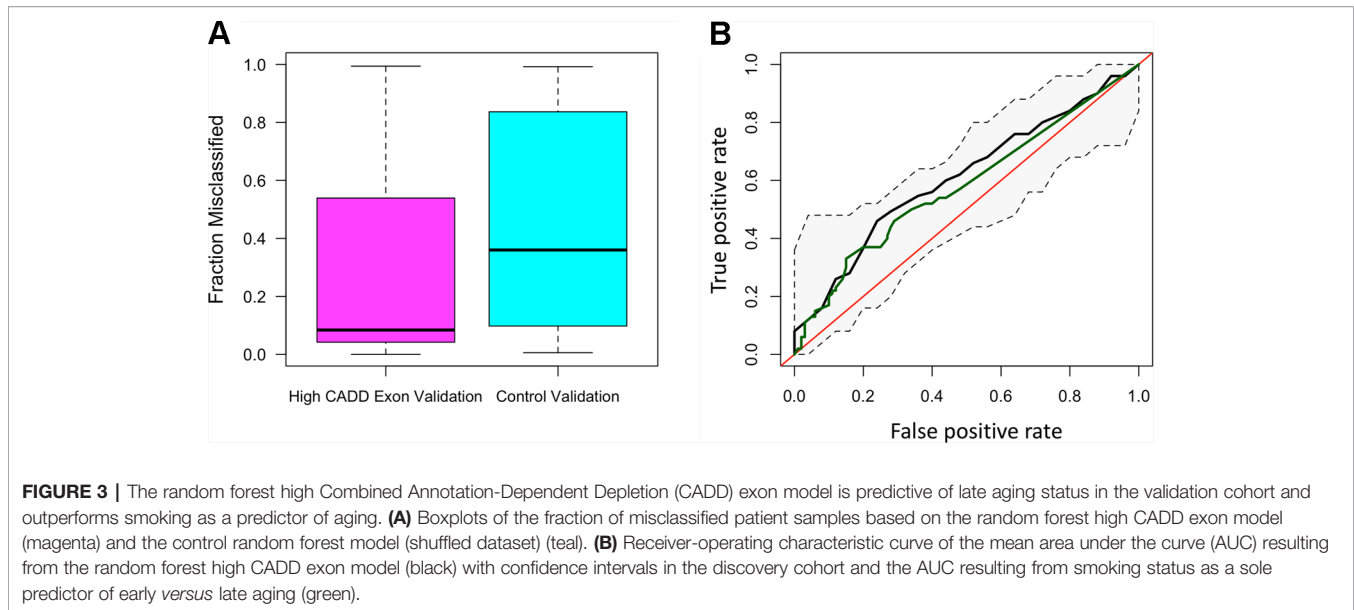 A
B
1.0
0.8
0.6
0.4
0.2
0.0
Fraction Misclassified
High CADD Exon Validation
Control Validation
1.0
0.8
0.6
0.4
0.2
0.0
True positive rate
0.0
0.2
0.4
0.6
0.8
1.0
False positive rate
FIGURE 3 | The random forest high Combined Annotation-Dependent Depletion (CADD) exon model is predictive of late aging status in the validation cohort and
outperforms smoking as a predictor of aging. (A) Boxplots of the fraction of misclassified patient samples based on the random forest high CADD exon model
(magenta) and the control random forest model (shuffled dataset) (teal). (B) Receiver-operating characteristic curve of the mean area under the curve (AUC) resulting
from the random forest high CADD exon model (black) with confidence intervals in the discovery cohort and the AUC resulting from smoking status as a sole
predictor of early versus late aging (green).